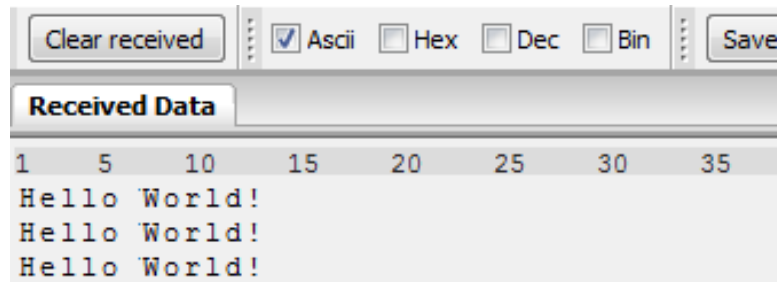 Clear received Ascii Hex Dec Bin Save
Received Data
1 5 10 15 20 25 30 35
Hello World!
Hello World!
Hello World!